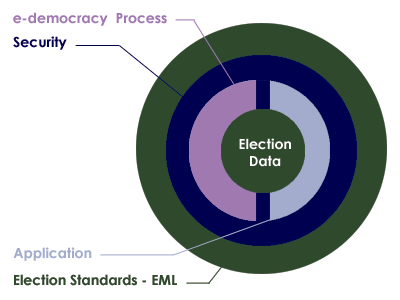 e-democracy Process
Security
Election
Data
Application
Election Standards - EML